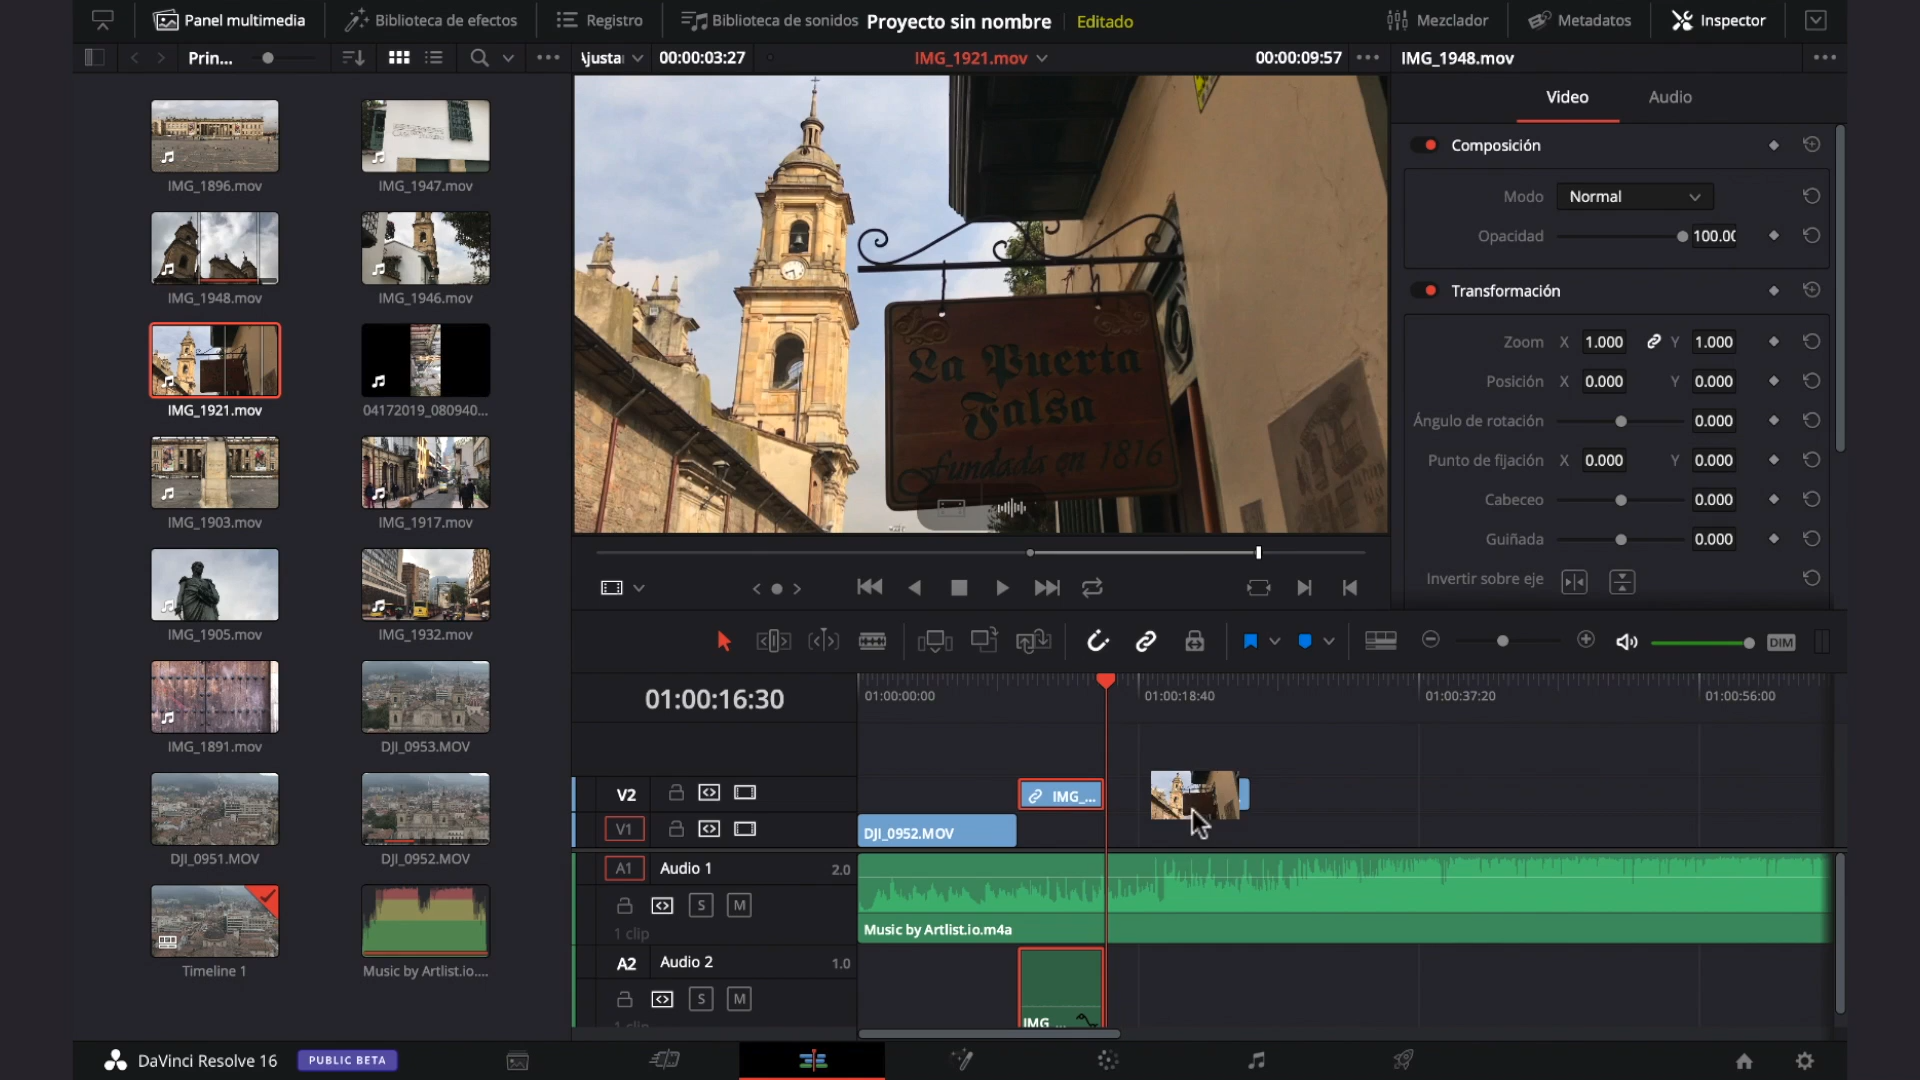 Panel multimedia
Biblioteca de efectos
Registro
Biblioteca de sonidos
Proyecto sin nombre
Editado
Mezclador
Metadatos
Inspector
Prin...
00:00:03:27
IMG_1921.mov
00:00:09:57
IMG_1948.mov
IMG_1896.mov
IMG_1947.mov
IMG_1948.mov
IMG_1946.mov
IMG_1921.mov
04172019_080940...
IMG_1903.mov
IMG_1917.mov
IMG_1905.mov
IMG_1932.mov
IMG_1891.mov
DJI_0953.MOV
DJI_0951.MOV
DJI_0952.MOV
Timeline 1
Music by Artlist.io....
La Puerta
Falsa
fundada en 1816
Video
Audio
Composición
Modo
Normal
Opacidad
100.00
Transformación
Zoom X 1.000 Y 1.000
Posición X 0.000 Y 0.000
Ángulo de rotación 0.000
Punto de fijación X 0.000 Y 0.000
Cabeceo 0.000
Guiñada 0.000
Invertir sobre eje
DIM
01:00:16:30
01:00:00:00
01:00:18:40
01:00:37:20
01:00:56:00
V2
IMG_...
V1
DJI_0952.MOV
A1 Audio 1 2.0
S M
1 clip
Music by Artlist.io.m4a
A2 Audio 2 1.0
S M
1 clip
IMG ...
DaVinci Resolve 16
PUBLIC BETA